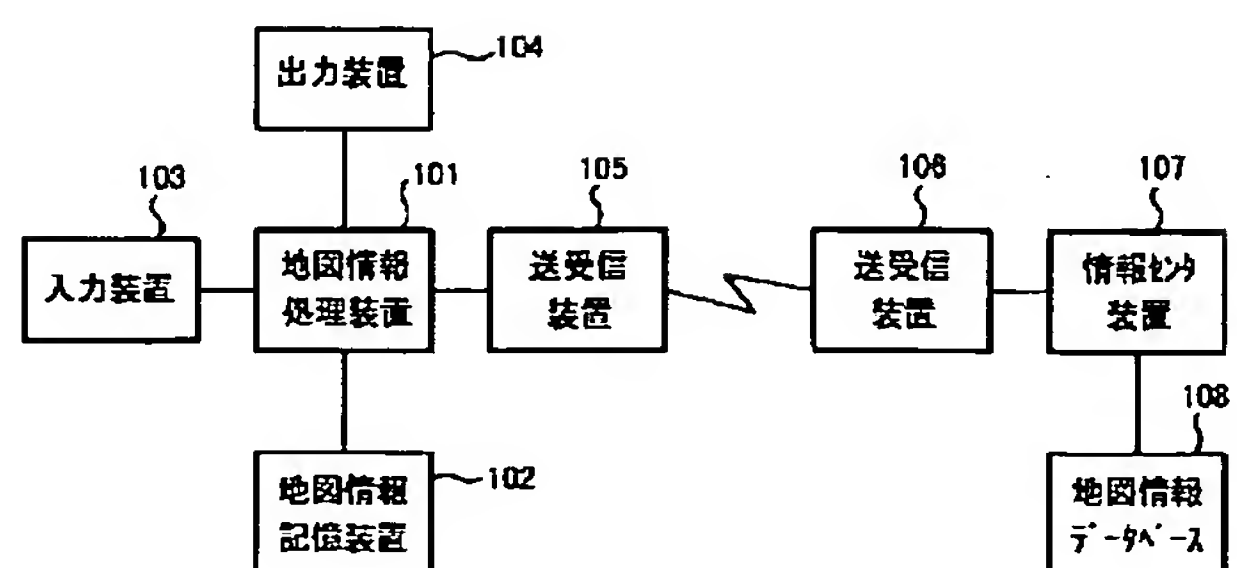 104
出力装置
103
101
105
106
107
入力装置
地図情報
処理装置
送受信
装置
送受信
装置
情報ｾﾝﾀ
装置
108
地図情報
記憶装置
102
地図情報
ﾃﾞｰﾀﾍﾞｰｽ